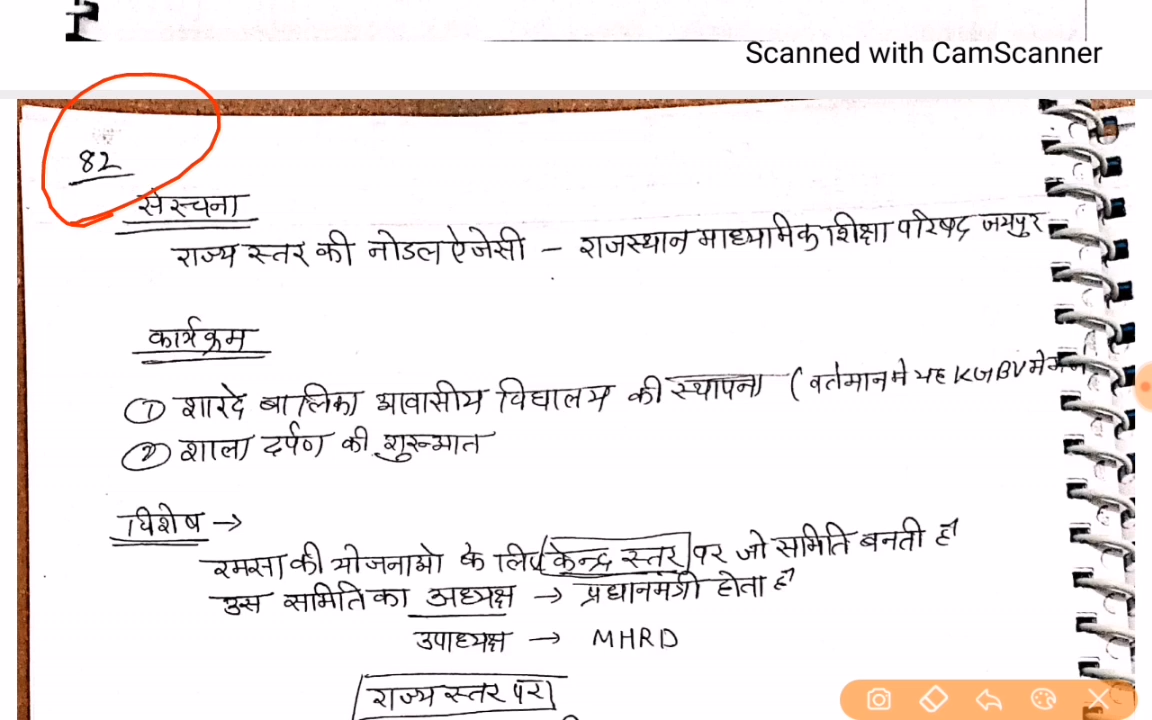 Scanned with CamScanner
82
संरचना
राज्य स्तर की नोडल ऐजेसी – राजस्थान माध्यामिक शिक्षा परिषद जयपुर
कार्यक्रम
① शारदे बालिका आवासीय विद्यालय की स्थापना (वर्तमान मे यह KGBV मे
② शाला दर्पण की शुरूआत
विशेष →
रमसा की योजनाओ के लिए केन्द्र स्तर पर जो समिति बनती है
उस समिति का अध्यक्ष → प्रधानमंत्री होता है
उपाध्यक्ष → MHRD
राज्य स्तर पर